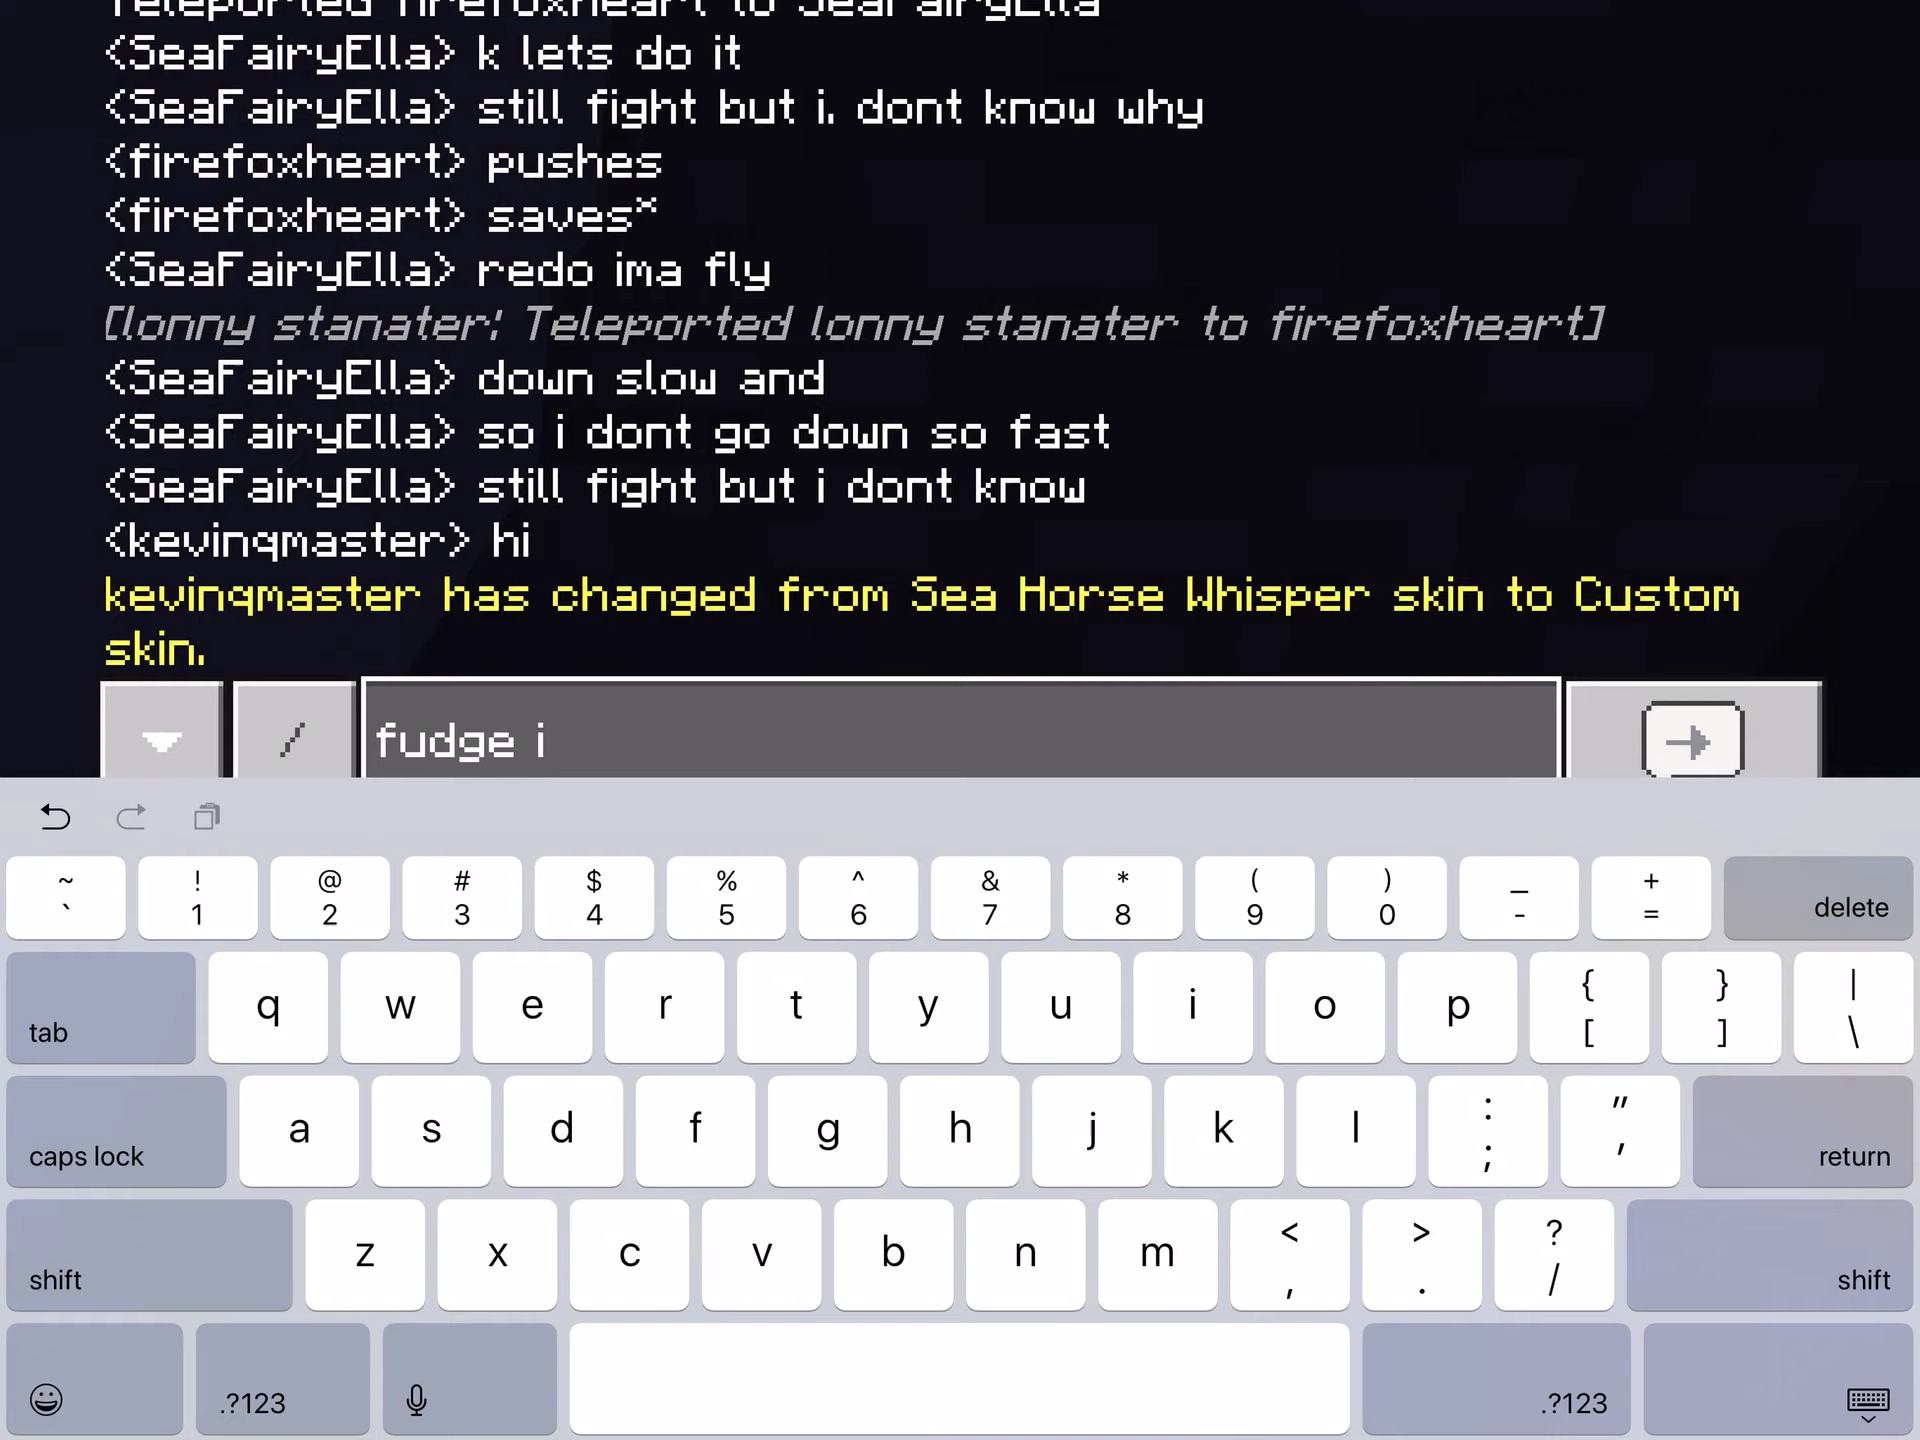 Teleported firefoxheart to SeaFairyElla
<SeaFairyElla> k lets do it
<SeaFairyElla> still fight but i. dont know why
<firefoxheart> pushes
<firefoxheart> saves*
<SeaFairyElla> redo ima fly
[lonny stanater: Teleported lonny stanater to firefoxheart]
<SeaFairyElla> down slow and
<SeaFairyElla> so i dont go down so fast
<SeaFairyElla> still fight but i dont know
<kevinqmaster> hi
kevinqmaster has changed from Sea Horse Whisper skin to Custom
skin.
/ fudge i
~ ! @ # $ % ^ & * ( ) _ +
` 1 2 3 4 5 6 7 8 9 0 - = delete
tab q w e r t y u i o p { [ } ] | \
caps lock a s d f g h j k l : ; " ' return
shift z x c v b n m < , > . ? / shift
.?123 .?123